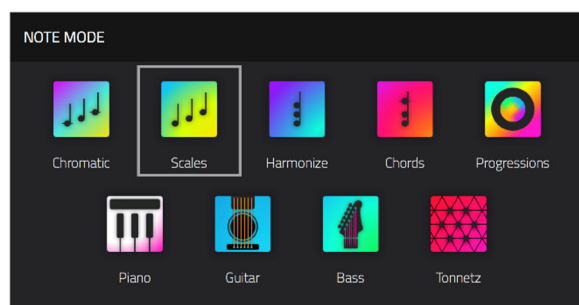 NOTE MODE
Chromatic Scales Harmonize Chords Progressions
Piano Guitar Bass Tonnetz